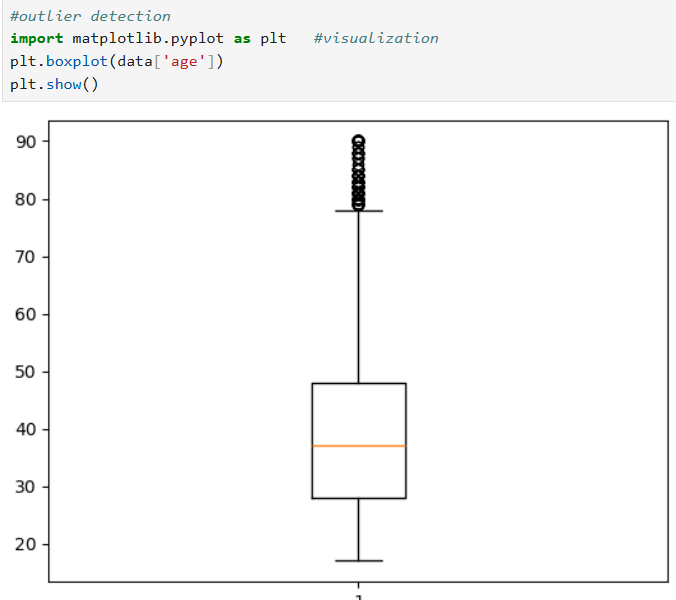 #outlier detection
import matplotlib.pyplot as plt   #visualization
plt.boxplot(data['age'])
plt.show()
90
80
70
60
50
40
30
20
1